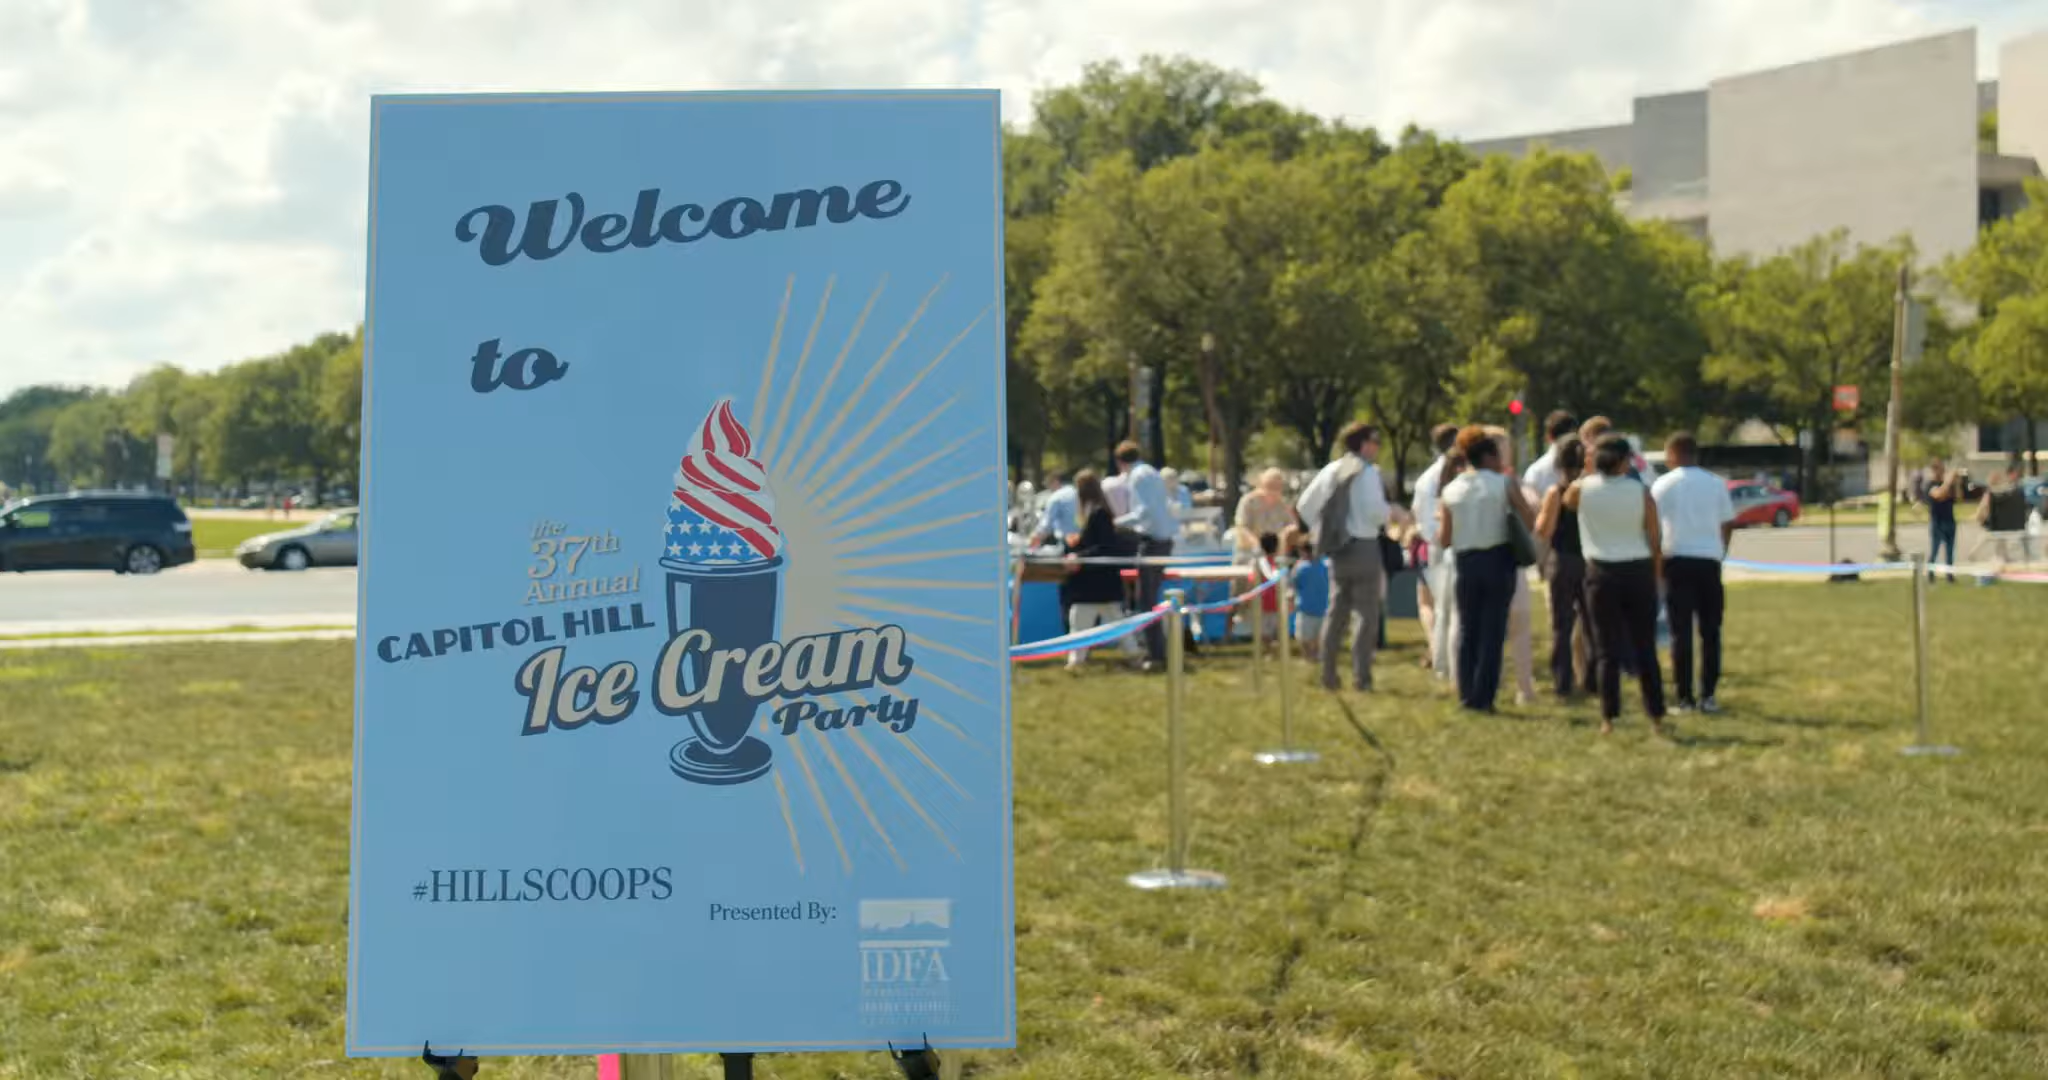 Welcome
to
the
37th
Annual
CAPITOL HILL
Ice Cream
Party
#HILLSCOOPS
Presented By:
IDFA